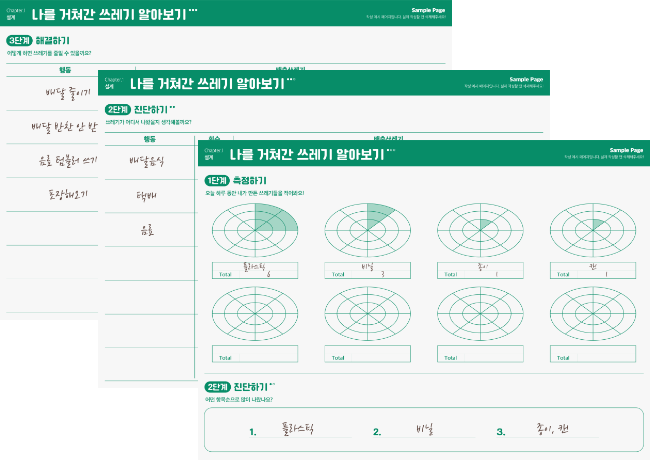 Chapter.1
설계
나를 거쳐간 쓰레기 알아보기
Sample Page
3단계 해결하기
어떻게 하면 쓰레기를 줄일 수 있을까요?
행동
배달 줄이기
배달 반찬 안 받
음료 텀블러 쓰기
포장해오기
Chapter.1
설계
나를 거쳐간 쓰레기 알아보기
Sample Page
2단계 진단하기
쓰레기가 어디서 나왔을지 생각해볼까요?
행동
배달음식
택배
음료
Chapter.1
설계
나를 거쳐간 쓰레기 알아보기
Sample Page
1단계 측정하기
오늘 하루 동안 내가 만든 쓰레기들을 적어봐요!
플라스틱 비닐 종이 캔
Total 6 Total 3 Total 1 Total 1
Total Total Total Total
2단계 진단하기
어떤 항목순으로 많이 나왔나요?
1. 플라스틱 2. 비닐 3. 종이, 캔